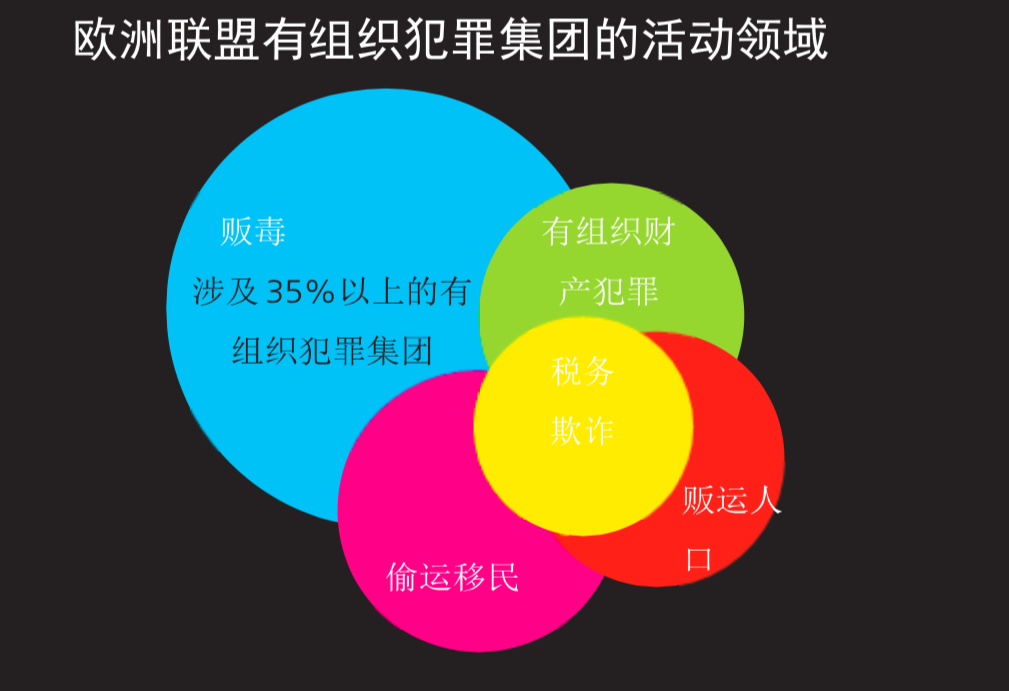 欧洲联盟有组织犯罪集团的活动领域
贩毒
涉及 35%以上的有
组织犯罪集团
有组织财
产犯罪
税务
欺诈
贩运人
口
偷运移民